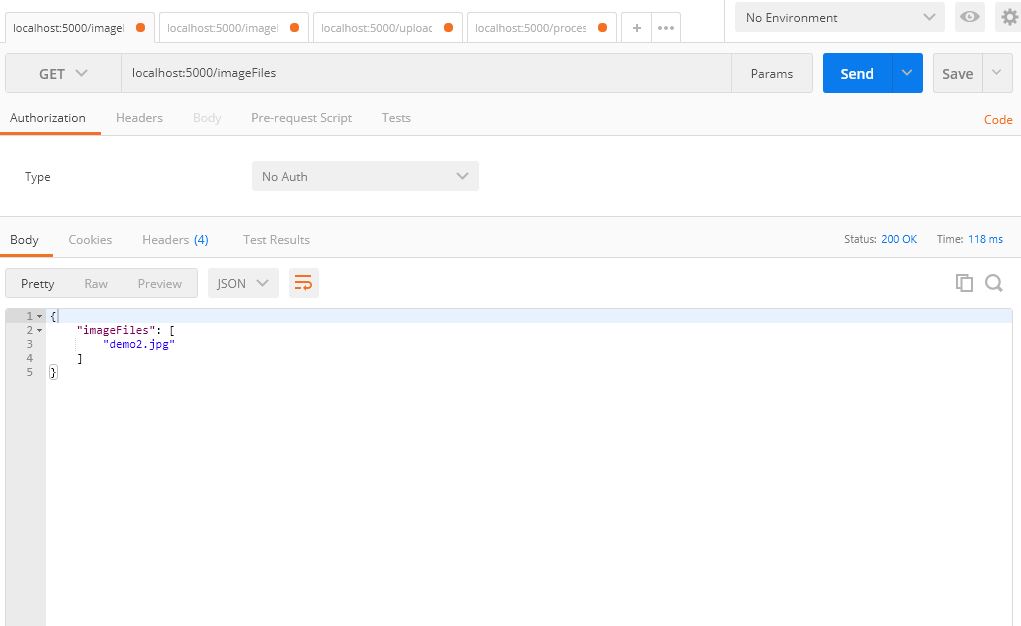 localhost:5000/image
localhost:5000/image
localhost:5000/uploac
localhost:5000/proces
+
No Environment
GET
localhost:5000/imageFiles
Params
Send
Save
Authorization
Headers
Body
Pre-request Script
Tests
Code
Type
No Auth
Body
Cookies
Headers (4)
Test Results
Status: 200 OK
Time: 118 ms
Pretty
Raw
Preview
JSON
1 {
2 "imageFiles": [
3 "demo2.jpg"
4 ]
5 }